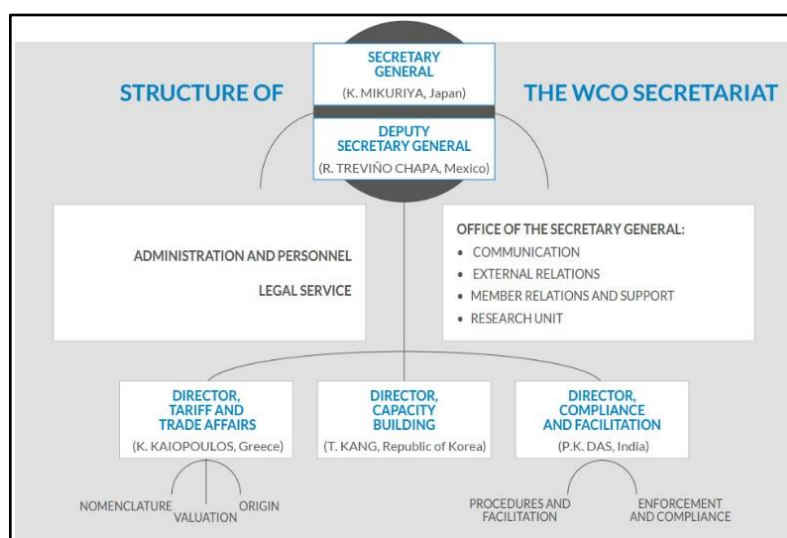 STRUCTURE OF
THE WCO SECRETARIAT
SECRETARY
GENERAL
(K. MIKURIYA, Japan)
DEPUTY
SECRETARY GENERAL
(R. TREVIÑO CHAPA, Mexico)
ADMINISTRATION AND PERSONNEL
LEGAL SERVICE
OFFICE OF THE SECRETARY GENERAL:
• COMMUNICATION
• EXTERNAL RELATIONS
• MEMBER RELATIONS AND SUPPORT
• RESEARCH UNIT
DIRECTOR,
TARIFF AND
TRADE AFFAIRS
(K. KAIOPOULOS, Greece)
DIRECTOR,
CAPACITY
BUILDING
(T. KANG, Republic of Korea)
DIRECTOR,
COMPLIANCE
AND FACILITATION
(P.K. DAS, India)
NOMENCLATURE
VALUATION
ORIGIN
PROCEDURES AND
FACILITATION
ENFORCEMENT
AND COMPLIANCE